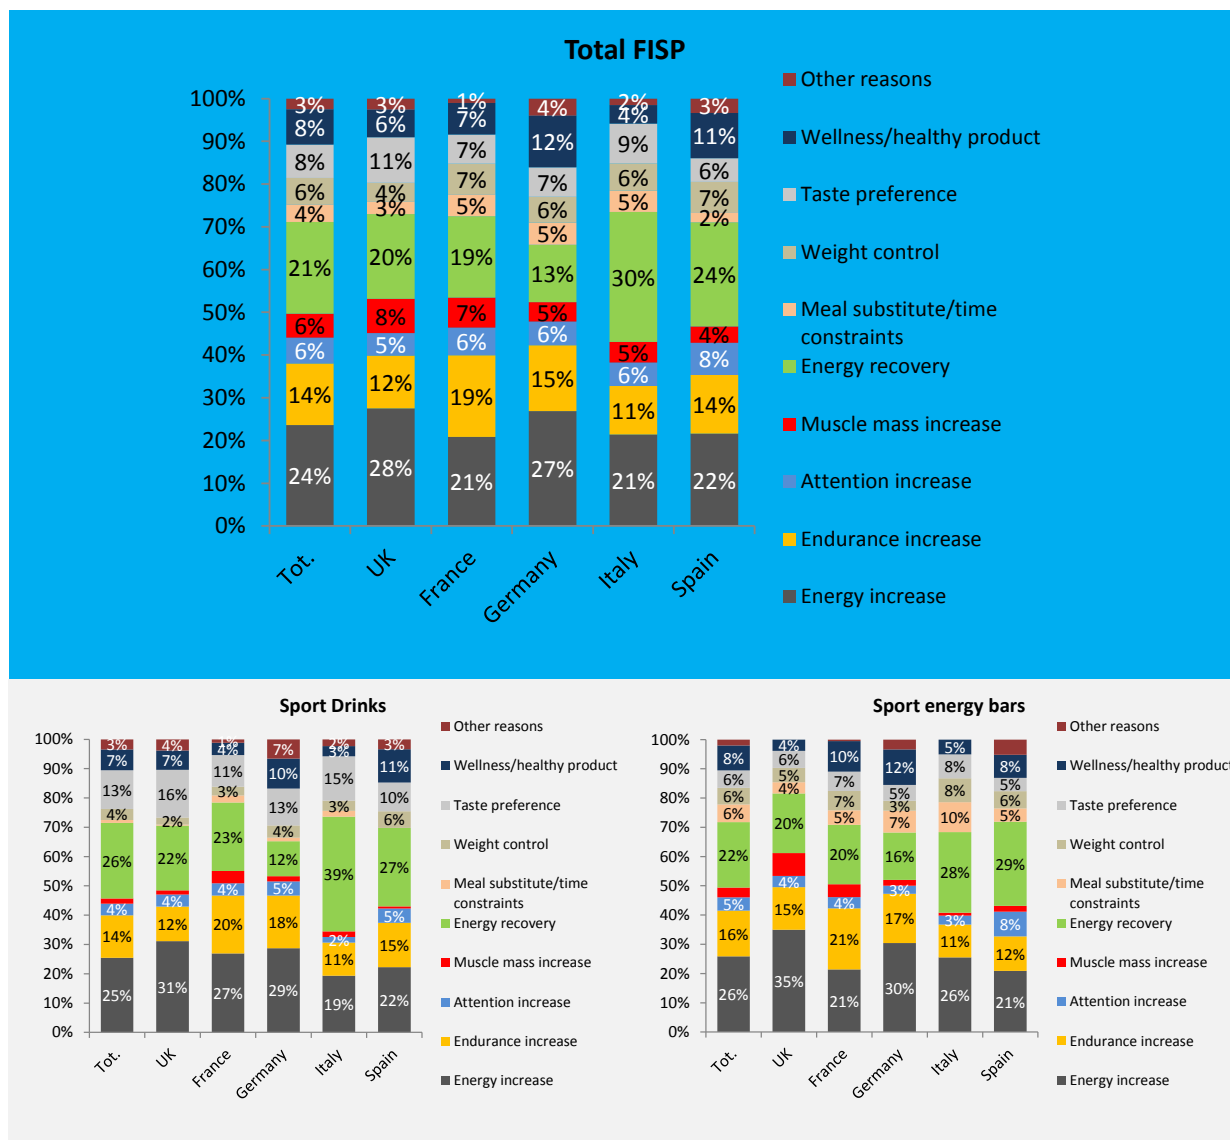 Total FISP
100%
90%
80%
70%
60%
50%
40%
30%
20%
10%
0%
3% 3% 1% 4% 2% 3%
8% 6% 7% 12% 4% 11%
8% 11% 7% 7% 9% 6%
6% 4% 7% 6% 6% 7%
4% 3% 5% 5% 5% 2%
21% 20% 19% 13% 30% 24%
6% 8% 7% 5% 5% 4%
6% 5% 6% 6% 6% 8%
14% 12% 19% 15% 11% 14%
24% 28% 21% 27% 21% 22%
Tot. UK France Germany Italy Spain
Other reasons
Wellness/healthy product
Taste preference
Weight control
Meal substitute/time
constraints
Energy recovery
Muscle mass increase
Attention increase
Endurance increase
Energy increase
Sport Drinks
100%
90%
80%
70%
60%
50%
40%
30%
20%
10%
0%
3% 4% 1% 7% 2% 3%
7% 7% 4% 10% 3% 11%
13% 16% 11% 13% 15% 10%
4% 2% 3% 4% 3% 6%
26% 22% 23% 12% 39% 27%
4% 4% 4% 5% 2% 5%
14% 12% 20% 18% 11% 15%
25% 31% 27% 29% 19% 22%
Tot. UK France Germany Italy Spain
Other reasons
Wellness/healthy product
Taste preference
Weight control
Meal substitute/time
constraints
Energy recovery
Muscle mass increase
Attention increase
Endurance increase
Energy increase
Sport energy bars
100%
90%
80%
70%
60%
50%
40%
30%
20%
10%
0%
8% 4% 10% 12% 5% 8%
6% 6% 7% 5% 8% 5%
6% 5% 7% 3% 8% 6%
6% 4% 5% 7% 10% 5%
22% 20% 20% 16% 28% 29%
5% 4% 4% 3% 3% 8%
16% 15% 21% 17% 11% 12%
26% 35% 21% 30% 26% 21%
Tot. UK France Germany Italy Spain
Other reasons
Wellness/healthy product
Taste preference
Weight control
Meal substitute/time
constraints
Energy recovery
Muscle mass increase
Attention increase
Endurance increase
Energy increase